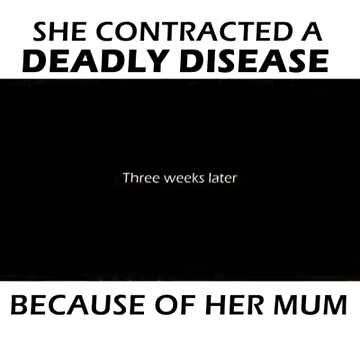 SHE CONTRACTED A
DEADLY DISEASE
Three weeks later
BECAUSE OF HER MUM